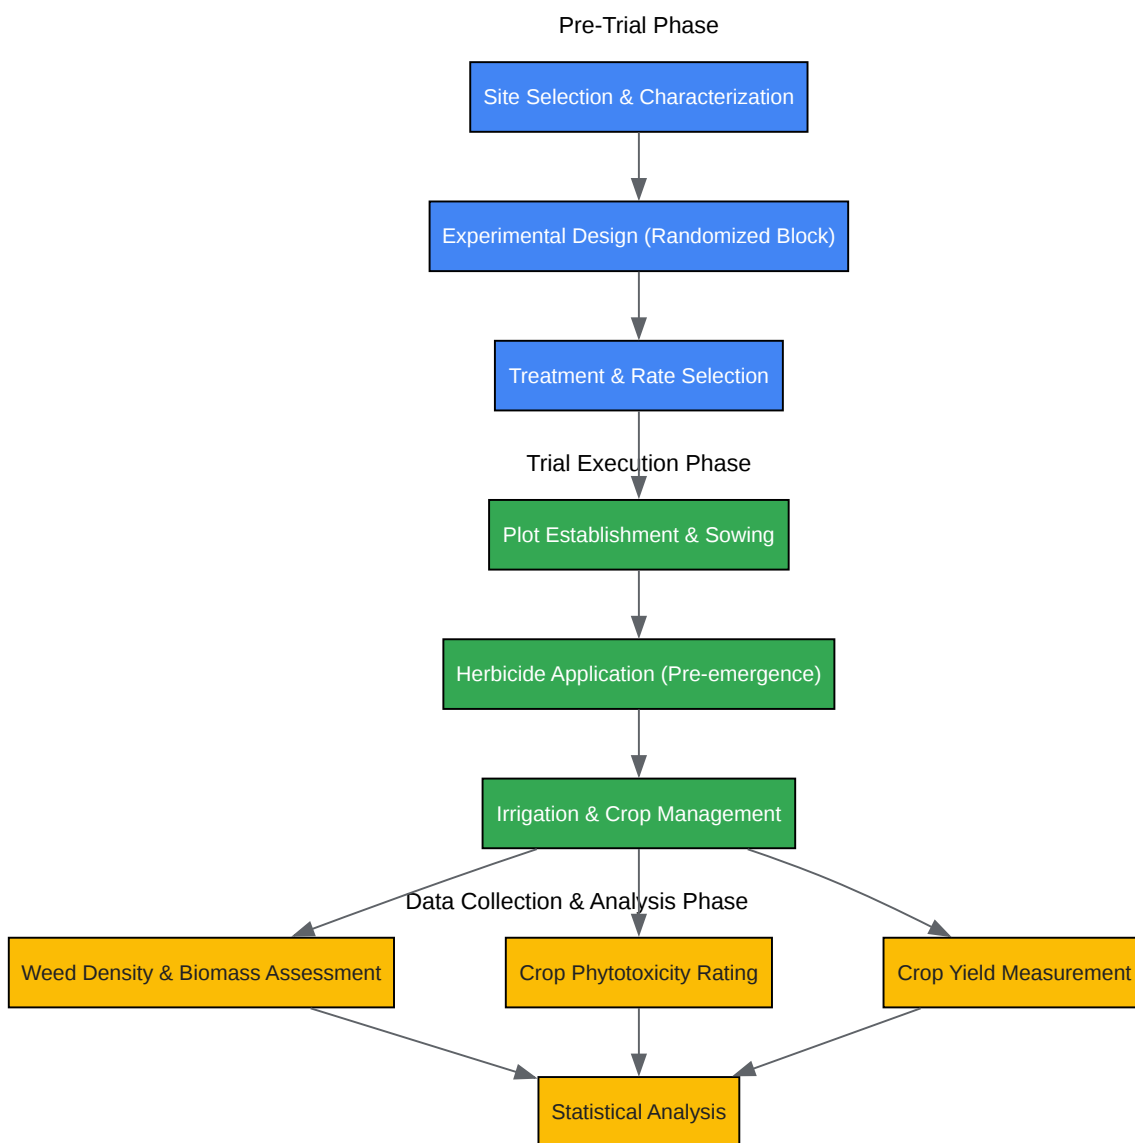 Pre-Trial Phase
Site Selection & Characterization
Experimental Design (Randomized Block)
Treatment & Rate Selection
Trial Execution Phase
Plot Establishment & Sowing
Herbicide Application (Pre-emergence)
Irrigation & Crop Management
Data Collection & Analysis Phase
Weed Density & Biomass Assessment
Crop Phytotoxicity Rating
Crop Yield Measurement
Statistical Analysis